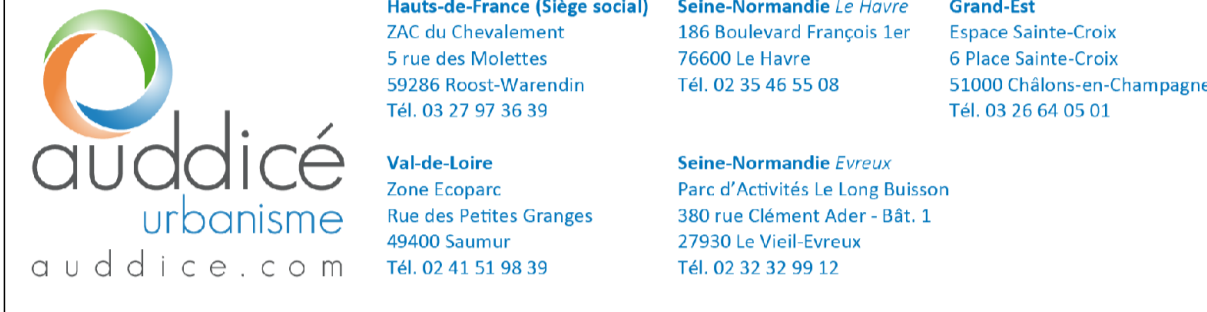 auddicé
urbanisme
auddice.com
Hauts-de-France (Siège social)
ZAC du Chevalement
5 rue des Molettes
59286 Roost-Warendin
Tél. 03 27 97 36 39
Seine-Normandie Le Havre
186 Boulevard François 1er
76600 Le Havre
Tél. 02 35 46 55 08
Grand-Est
Espace Sainte-Croix
6 Place Sainte-Croix
51000 Châlons-en-Champagne
Tél. 03 26 64 05 01
Val-de-Loire
Zone Ecoparc
Rue des Petites Granges
49400 Saumur
Tél. 02 41 51 98 39
Seine-Normandie Evreux
Parc d'Activités Le Long Buisson
380 rue Clément Ader - Bât. 1
27930 Le Vieil-Evreux
Tél. 02 32 32 99 12